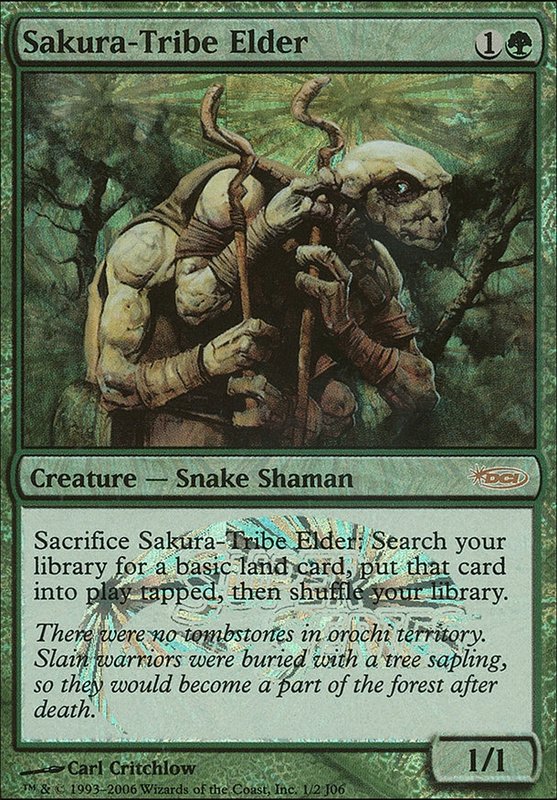 Sakura-Tribe Elder 1
Creature — Snake Shaman DCI
Sacrifice Sakura-Tribe Elder: Search your
library for a basic land card, put that card
into play tapped, then shuffle your library.
There were no tombstones in orochi territory.
Slain warriors were buried with a tree sapling,
so they would become a part of the forest after
death.
1/1
Carl Critchlow
™ & © 1993–2006 Wizards of the Coast, Inc. 1/2 J06